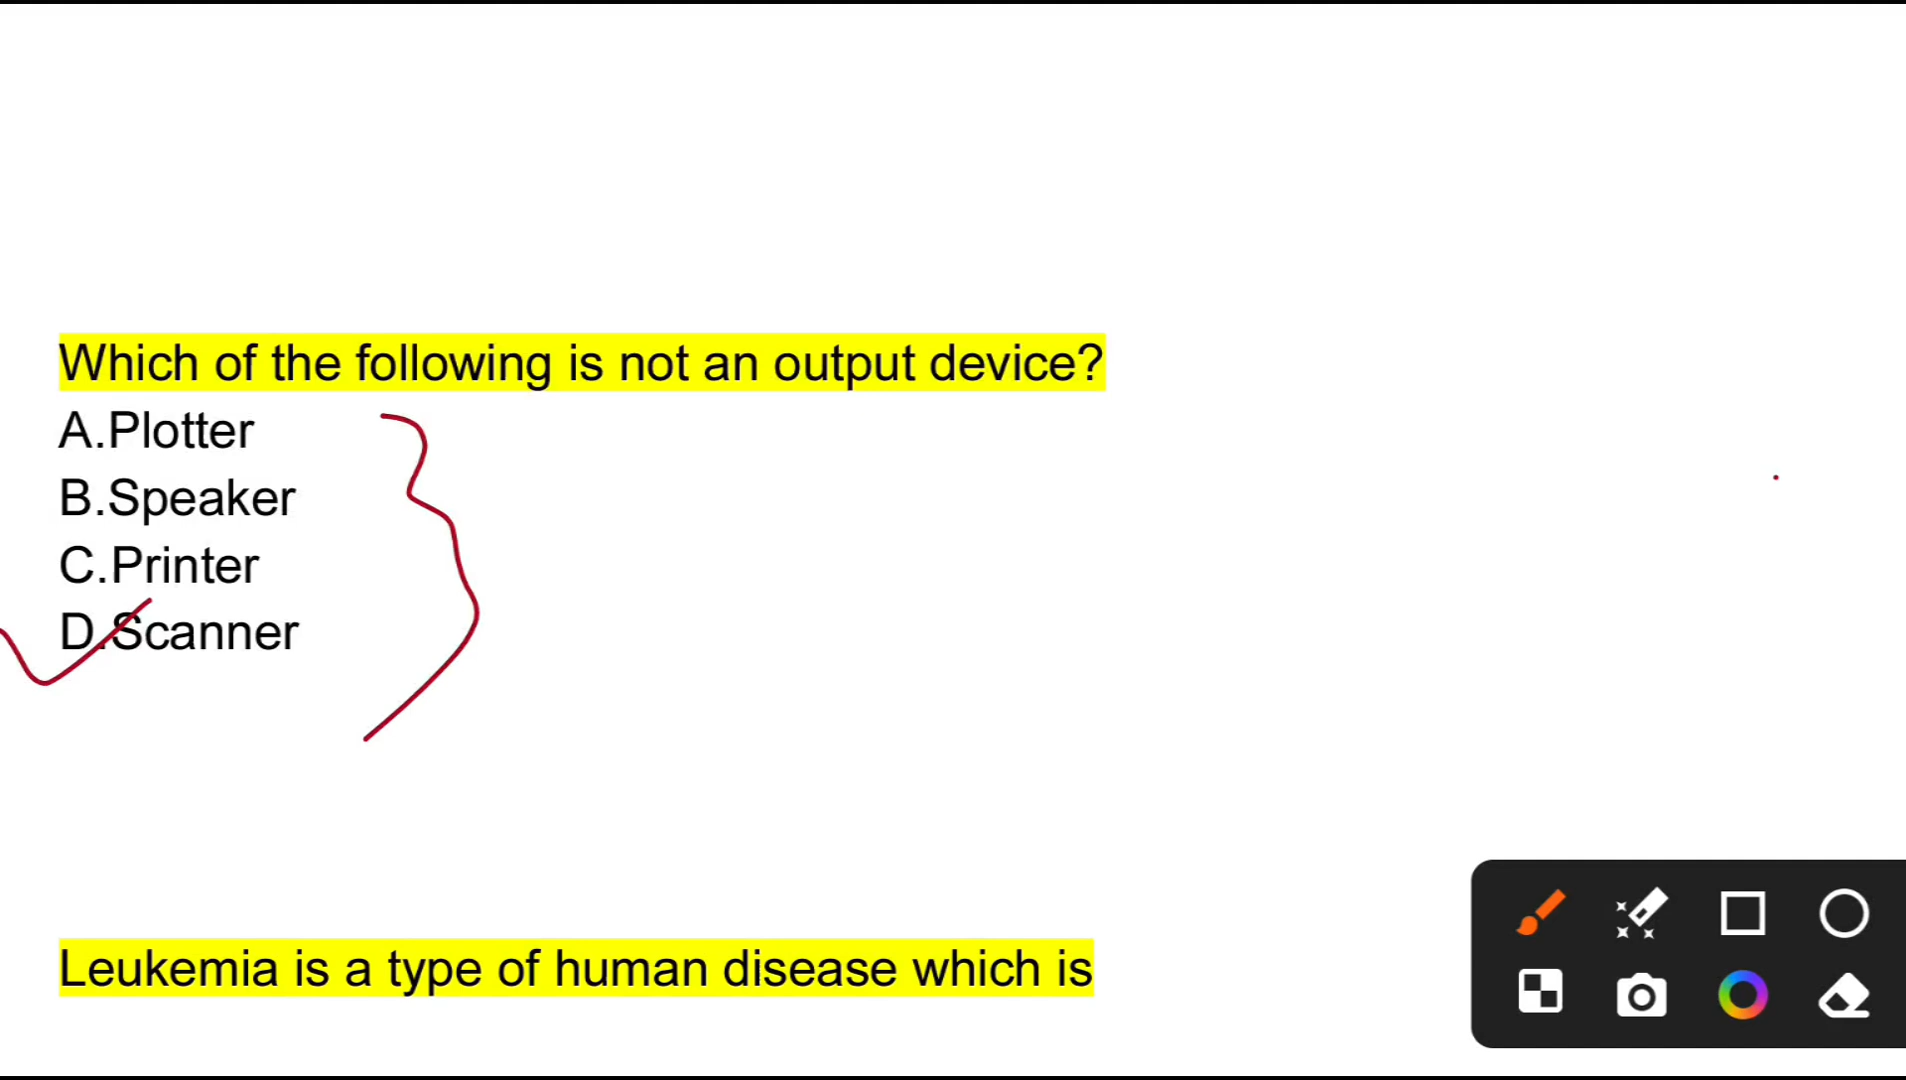 Which of the following is not an output device?
A.Plotter
B.Speaker
C.Printer
D.Scanner
Leukemia is a type of human disease which is